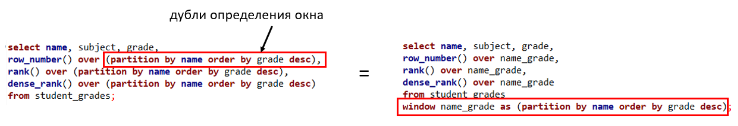 дубли определения окна
select name, subject, grade,
row_number() over (partition by name order by grade desc),
rank() over (partition by name order by grade desc),
dense_rank() over (partition by name order by grade desc)
from student_grades;
=
select name, subject, grade,
row_number() over name_grade,
rank() over name_grade,
dense_rank() over name_grade
from student_grades
window name_grade as (partition by name order by grade desc);